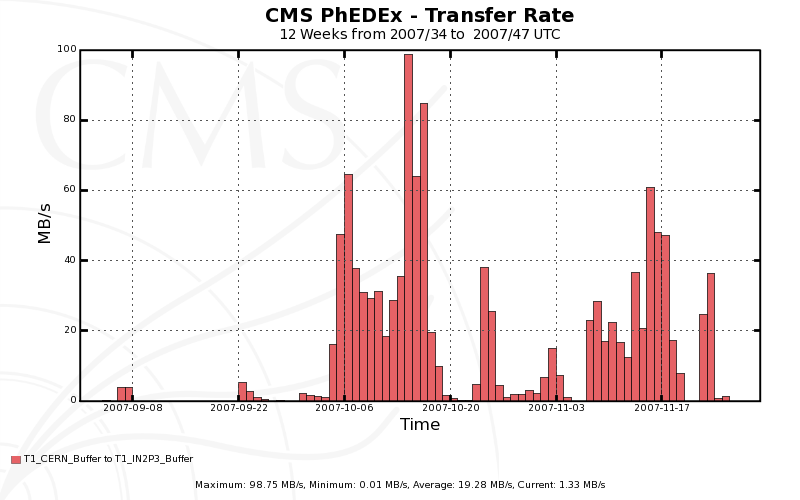 CMS PhEDEx - Transfer Rate
12 Weeks from 2007/34 to 2007/47 UTC
CMS
100
80
60
40
20
0
MB/s
2007-09-08 2007-09-22 2007-10-06 2007-10-20 2007-11-03 2007-11-17
Time
T1_CERN_Buffer to T1_IN2P3_Buffer
Maximum: 98.75 MB/s, Minimum: 0.01 MB/s, Average: 19.28 MB/s, Current: 1.33 MB/s